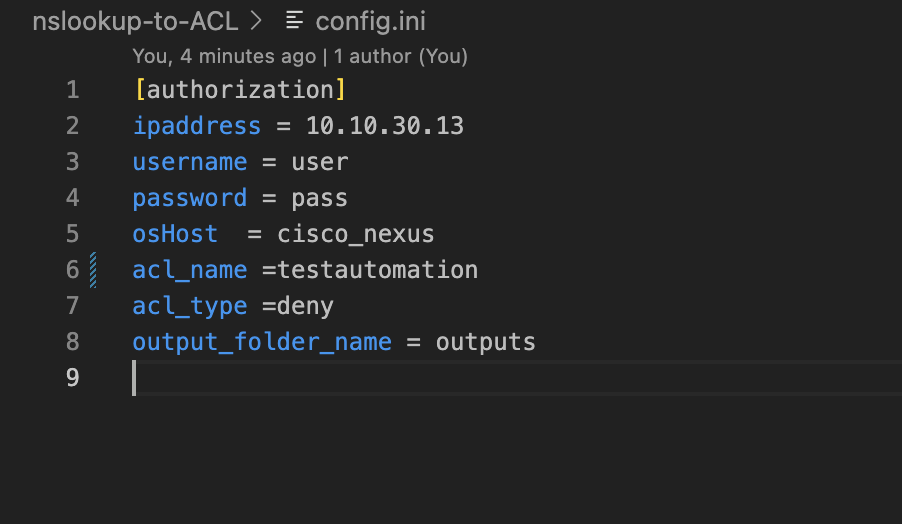 nslookup-to-ACL > config.ini
You, 4 minutes ago | 1 author (You)
1 [authorization]
2 ipaddress = 10.10.30.13
3 username = user
4 password = pass
5 osHost  = cisco_nexus
6 acl_name =testautomation
7 acl_type =deny
8 output_folder_name = outputs
9